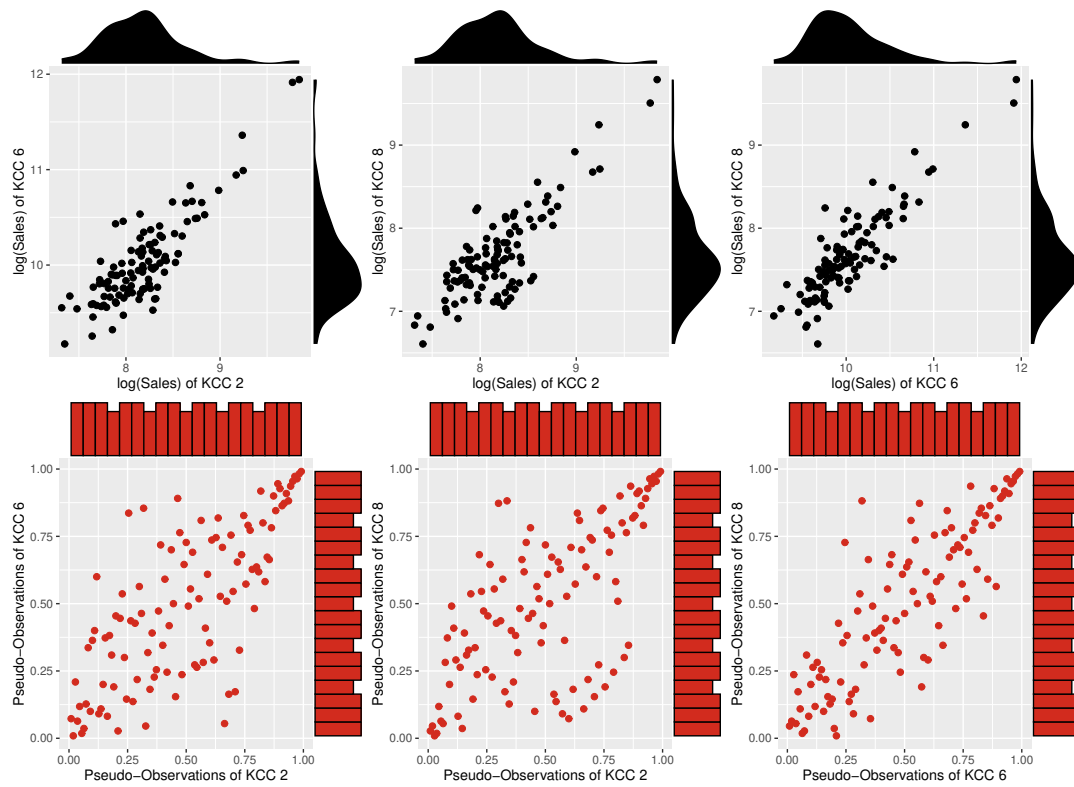 12
11
10
log(Sales) of KCC 6
8
9
log(Sales) of KCC 2
9
8
7
log(Sales) of KCC 8
8
9
log(Sales) of KCC 2
9
8
7
log(Sales) of KCC 8
10
11
12
log(Sales) of KCC 6
1.00
0.75
0.50
0.25
0.00
Pseudo−Observations of KCC 6
0.00 0.25 0.50 0.75 1.00
Pseudo−Observations of KCC 2
1.00
0.75
0.50
0.25
0.00
Pseudo−Observations of KCC 8
0.00 0.25 0.50 0.75 1.00
Pseudo−Observations of KCC 2
1.00
0.75
0.50
0.25
0.00
Pseudo−Observations of KCC 8
0.00 0.25 0.50 0.75 1.00
Pseudo−Observations of KCC 6